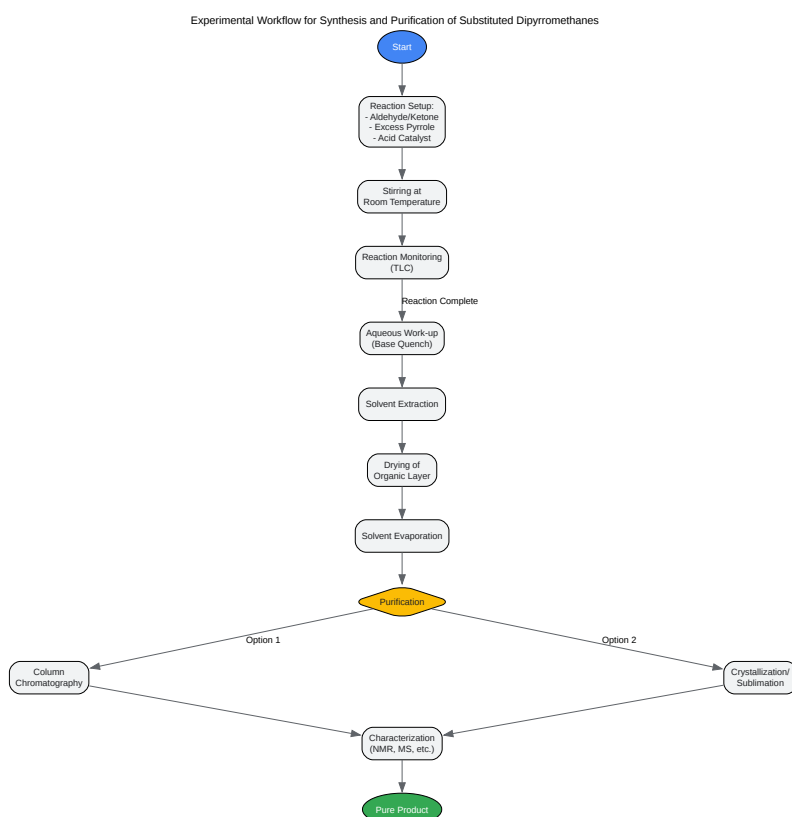 Experimental Workflow for Synthesis and Purification of Substituted Dipyrromethanes
Start
Reaction Setup:
- Aldehyde/Ketone
- Excess Pyrrole
- Acid Catalyst
Stirring at
Room Temperature
Reaction Monitoring
(TLC)
Reaction Complete
Aqueous Work-up
(Base Quench)
Solvent Extraction
Drying of
Organic Layer
Solvent Evaporation
Purification
Option 1
Option 2
Column
Chromatography
Crystallization/
Sublimation
Characterization
(NMR, MS, etc.)
Pure Product